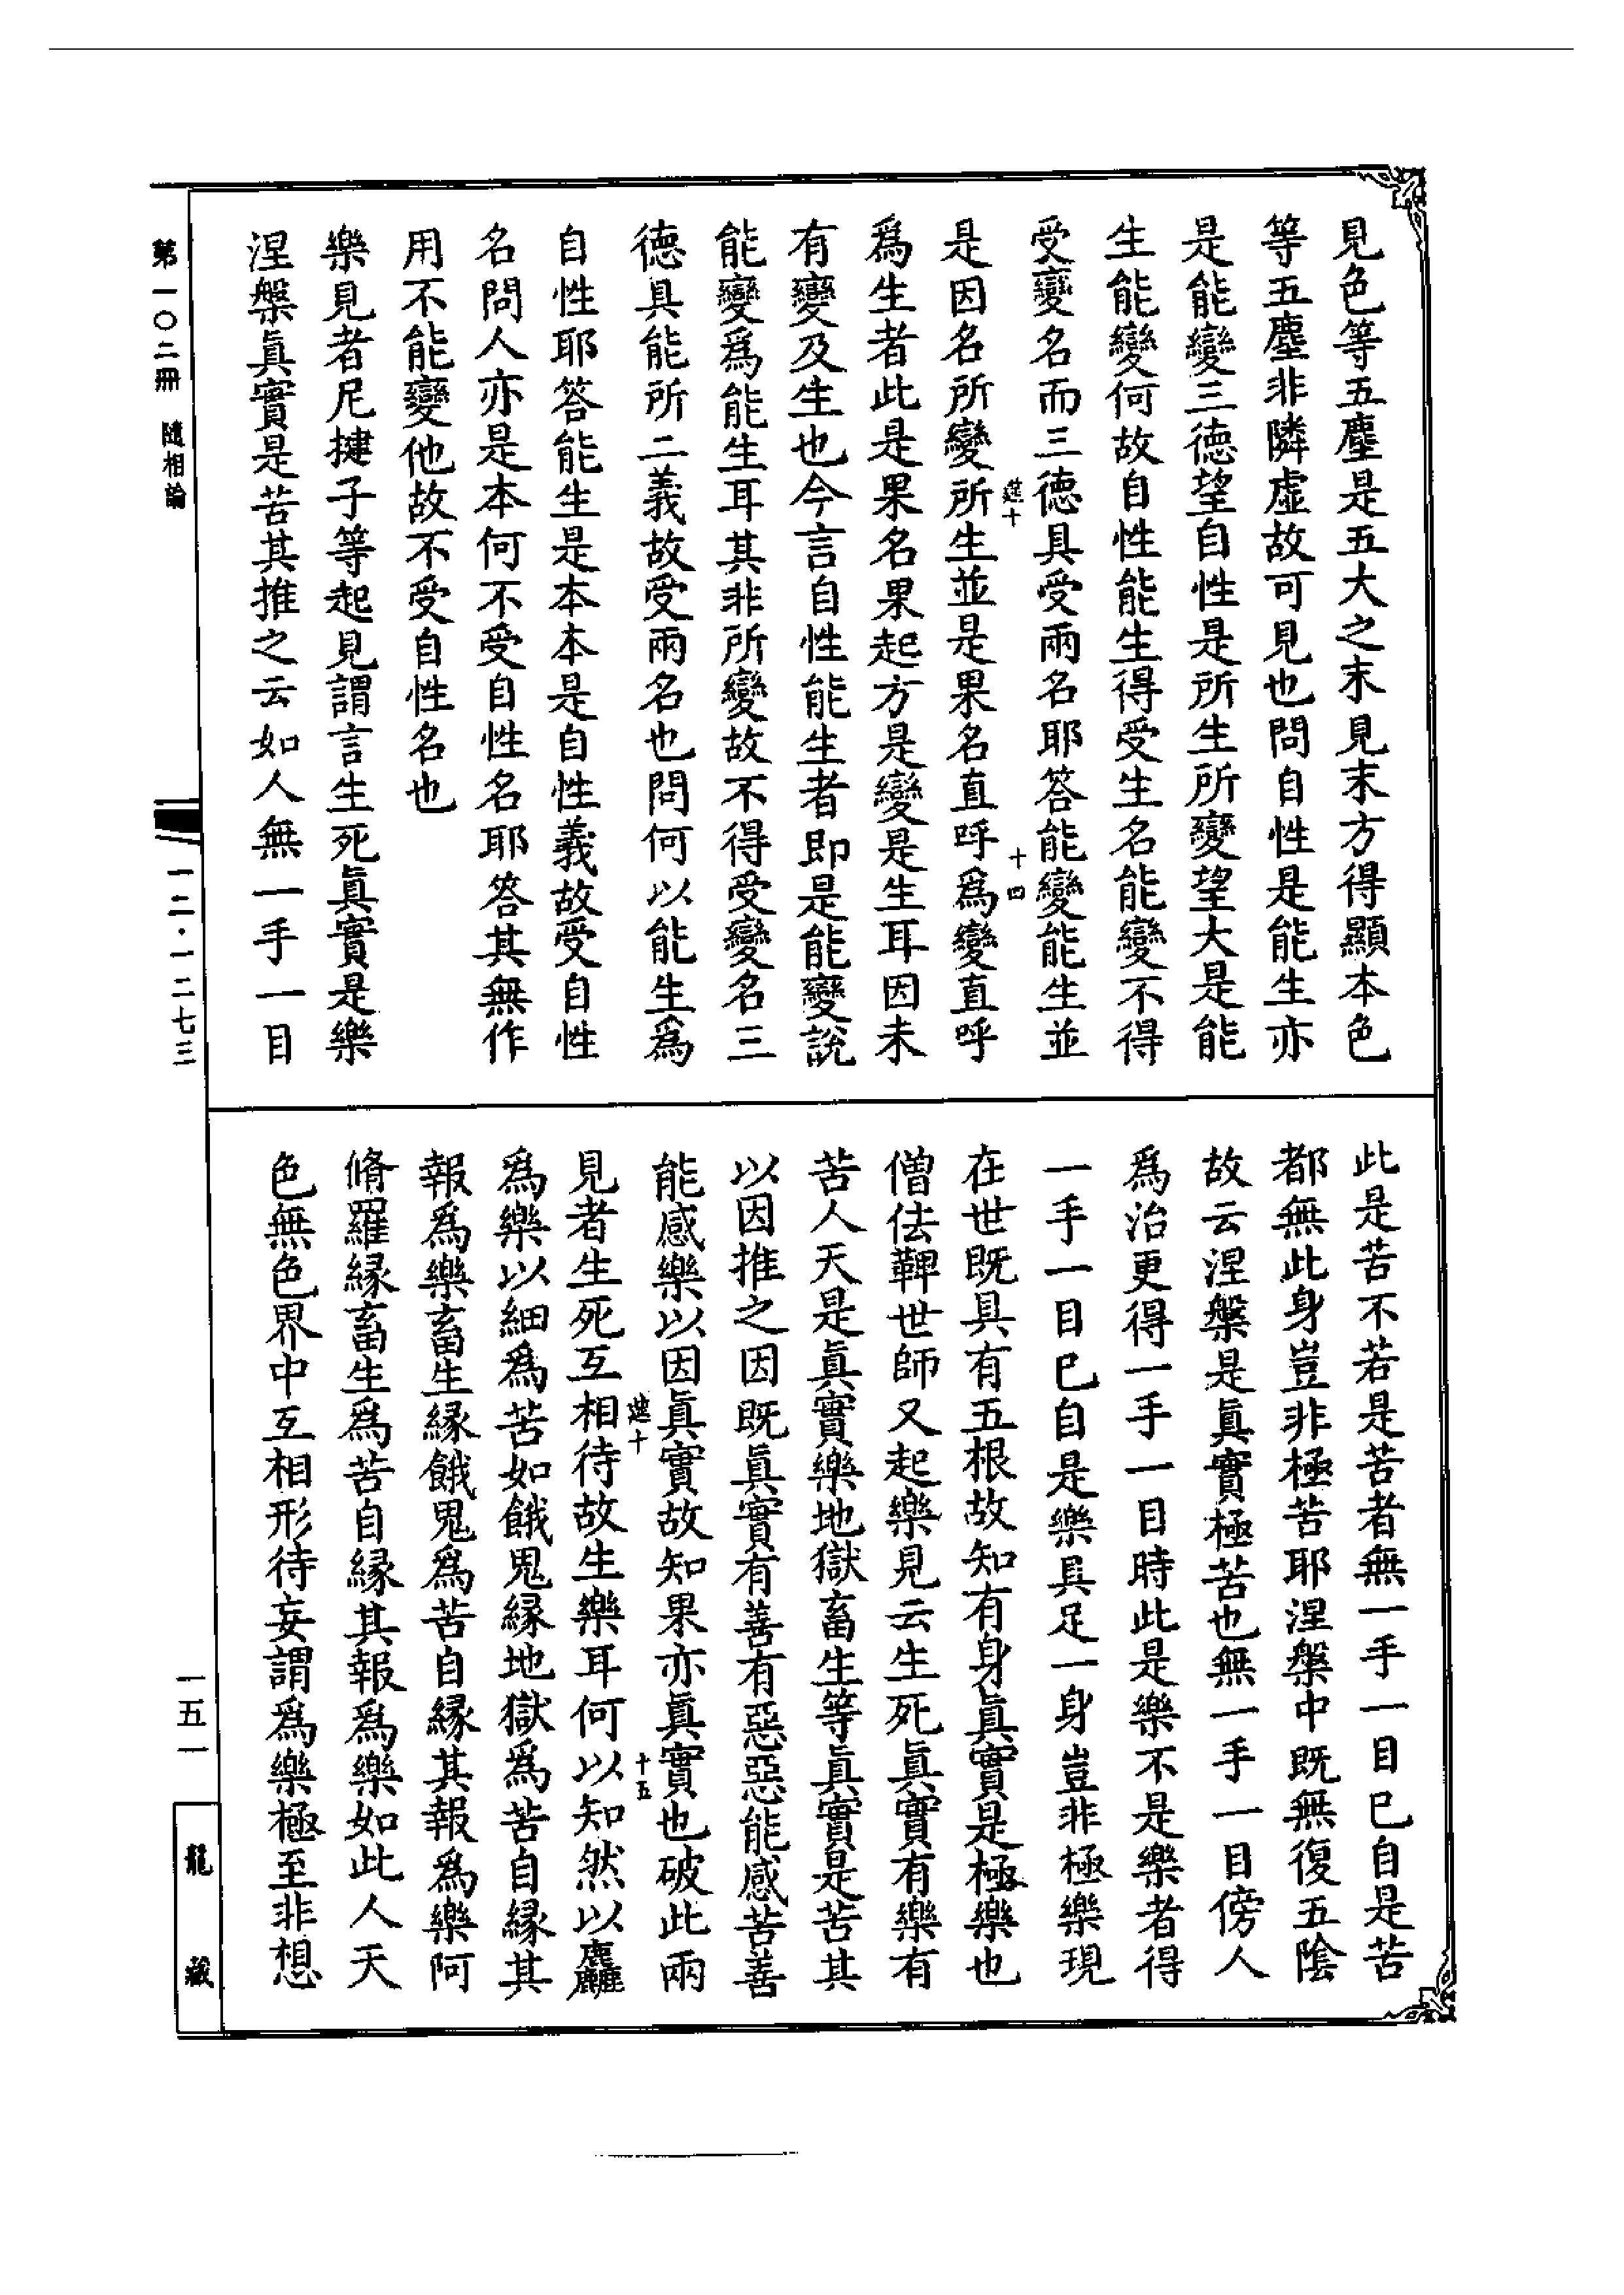 見色等五塵是五大之末見末方得顯本色
等五塵非隣虛故可見也問自性是能生亦
是能變三德望自性是所生所變望大是能
生能變何故自性能生得受生名能變不得
受變名而三德具受兩名耶答能變能生並
是因名所變所生並是果名直呼爲變直呼
爲生者此是果名果起方是變是生耳因未
有變及生也今言自性能生者即是能變說
能變爲能生耳其非所變故不得受變名三
德具能所二義故受兩名也問何以能生爲
自性耶答能生是本本是自性義故受自性
名問人亦是本何不受自性名耶答其無作
用不能變他故不受自性名也
樂見者尼揵子等起見謂言生死眞實是樂
涅槃眞實是苦其推之云如人無一手一目
此是苦不若是苦者無一手一目巳自是苦
都無此身豈非極苦耶涅槃中既無復五陰
故云涅槃是眞實極苦也無一手一目傍人
爲治更得一手一目時此是樂不是樂者得
一手一目巳自是樂具足一身豈非極樂現
在世既具有五根故知有身眞實是極樂也
僧佉鞞世師又起樂見云生死眞實有樂有
苦人天是眞實樂地獄畜生等眞實是苦其
以因推之因既眞實有善有惡惡能感苦善
能感樂以因眞實故知果亦眞實也破此兩
見者生死互相待故生樂耳何以知然以麤
爲樂以細爲苦如餓鬼縁地獄爲苦自縁其
報爲樂畜生縁餓鬼爲苦自縁其報爲樂阿
脩羅縁畜生爲苦自縁其報爲樂如此人天
色無色界中互相形待妄謂爲樂極至非想
十
十四
十
十五
第一〇二冊 隨相論
一二·一二七三
一五一
龍藏